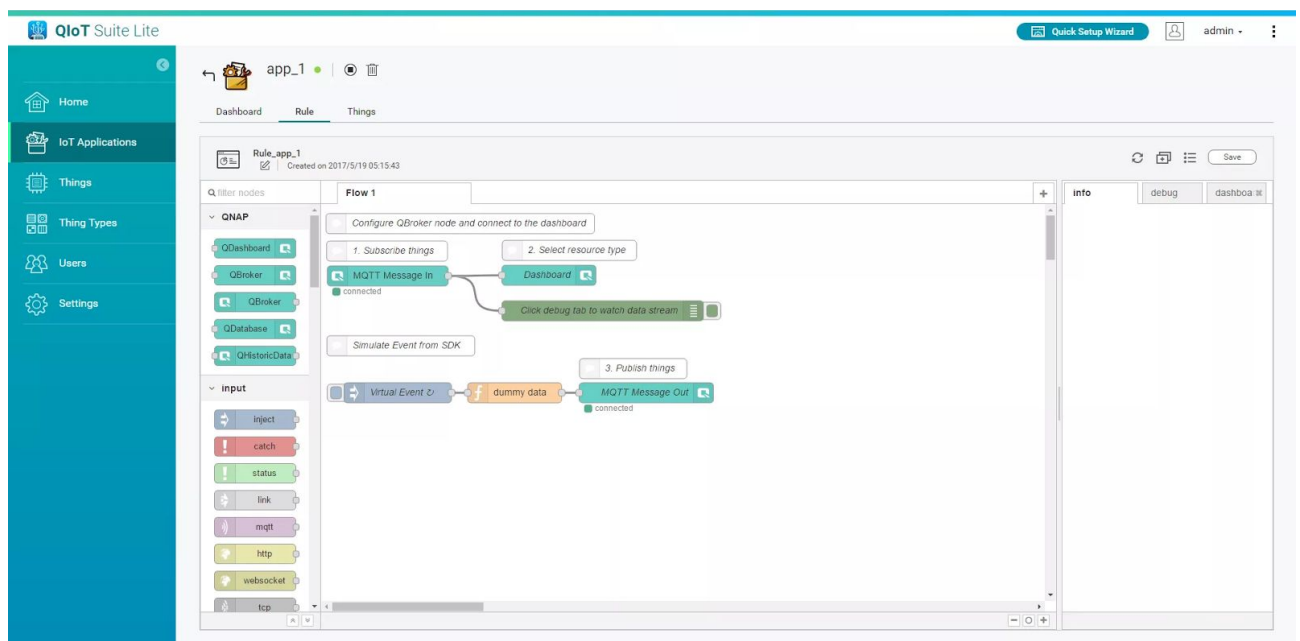 QIoT Suite Lite
Quick Setup Wizard
admin
app_1
Home
IoT Applications
Things
Thing Types
Users
Settings
Dashboard Rule Things
Rule_app_1
Created on 2017/5/19 05:15:43
Save
filter nodes
Flow 1
info debug dashboa
QNAP
QDashboard
QBroker
QBroker
QDatabase
QHistoricData
input
inject
catch
status
link
mqtt
http
websocket
tcp
Configure QBroker node and connect to the dashboard
1. Subscribe things
2. Select resource type
MQTT Message In
Dashboard
connected
Click debug tab to watch data stream
Simulate Event from SDK
3. Publish things
Virtual Event ↻
dummy data
MQTT Message Out
connected